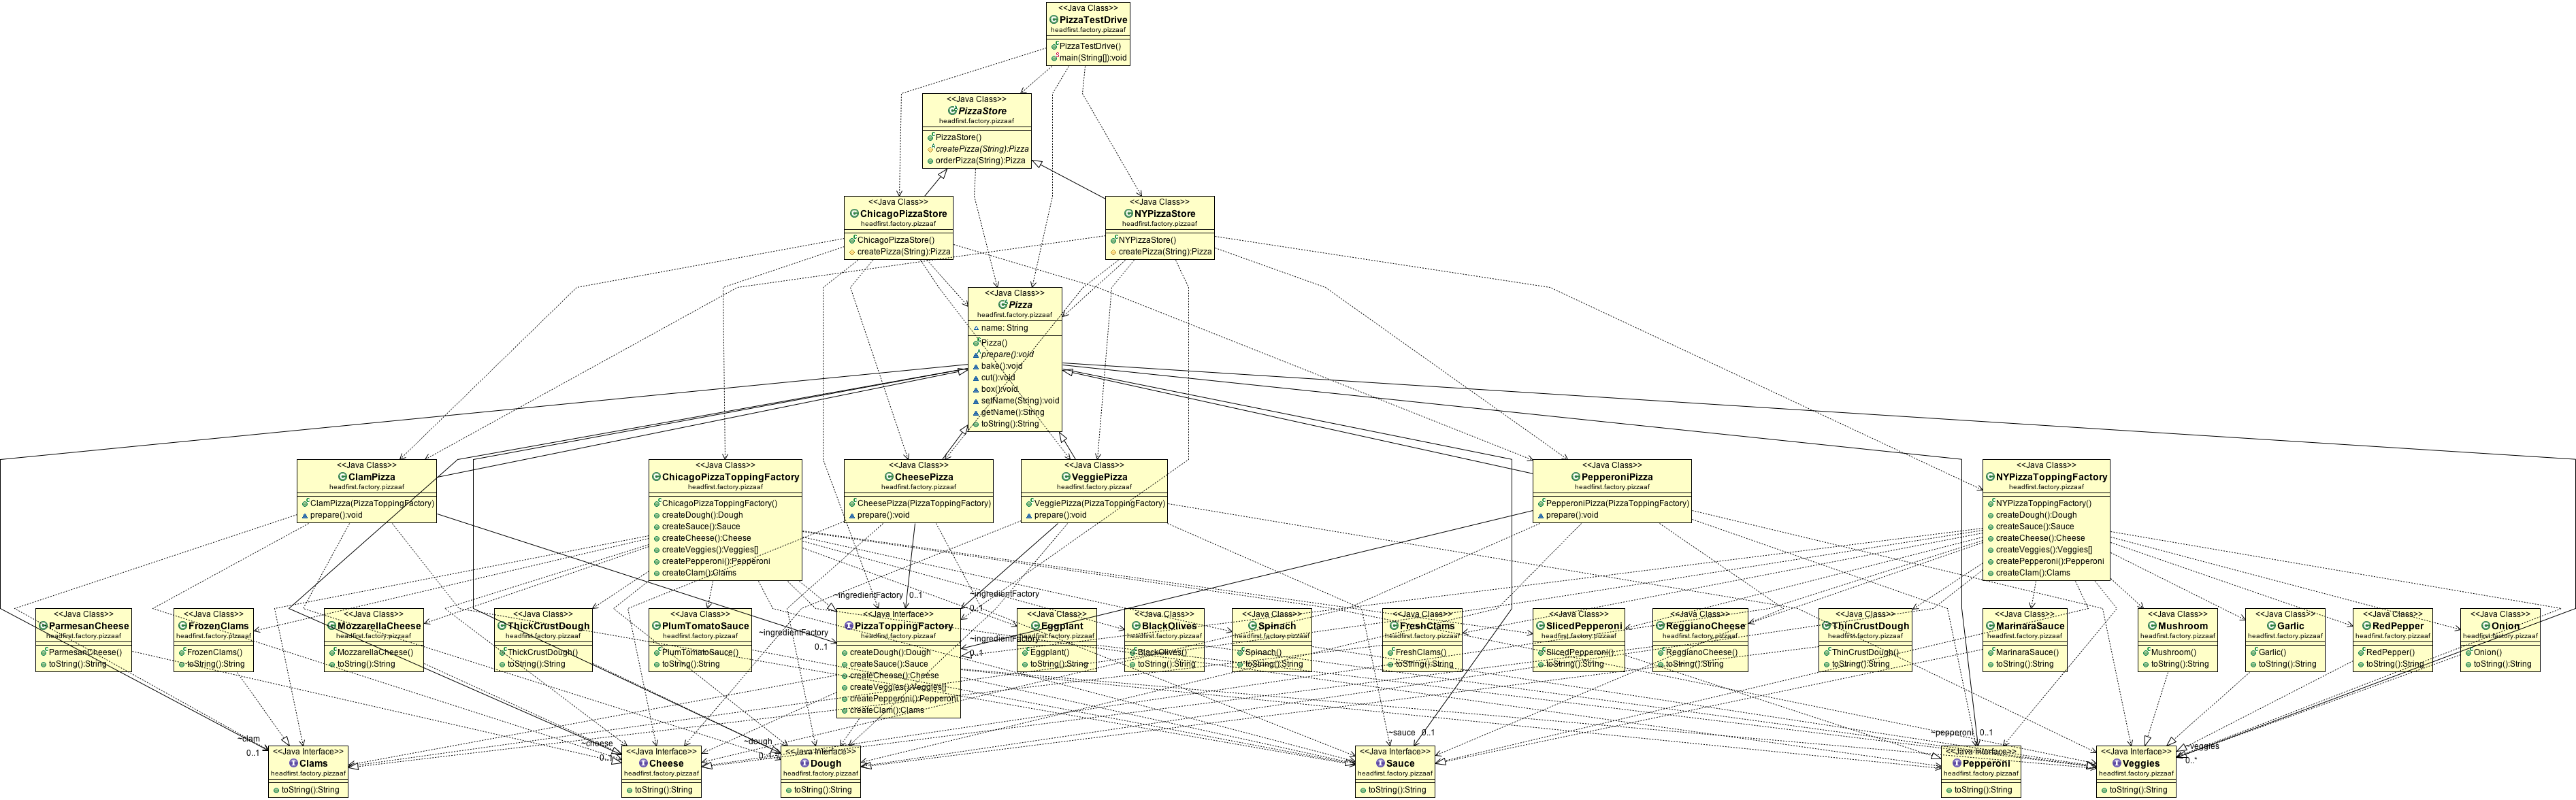 <<Java Class>>
PizzaTestDrive
headfirst.factory.pizzaaf
PizzaTestDrive()
main(String[]):void
<<Java Class>>
PizzaStore
headfirst.factory.pizzaaf
PizzaStore()
createPizza(String):Pizza
orderPizza(String):Pizza
<<Java Class>>
ChicagoPizzaStore
headfirst.factory.pizzaaf
ChicagoPizzaStore()
createPizza(String):Pizza
<<Java Class>>
NYPizzaStore
headfirst.factory.pizzaaf
NYPizzaStore()
createPizza(String):Pizza
<<Java Class>>
Pizza
headfirst.factory.pizzaaf
name: String
Pizza()
prepare():void
bake():void
cut():void
box():void
setName(String):void
getName():String
toString():String
<<Java Class>>
ClamPizza
headfirst.factory.pizzaaf
ClamPizza(PizzaToppingFactory)
prepare():void
<<Java Class>>
ChicagoPizzaToppingFactory
headfirst.factory.pizzaaf
ChicagoPizzaToppingFactory()
createDough():Dough
createSauce():Sauce
createCheese():Cheese
createVeggies():Veggies[]
createPepperoni():Pepperoni
createClam():Clams
<<Java Class>>
CheesePizza
headfirst.factory.pizzaaf
CheesePizza(PizzaToppingFactory)
prepare():void
<<Java Class>>
VeggiePizza
headfirst.factory.pizzaaf
VeggiePizza(PizzaToppingFactory)
prepare():void
<<Java Class>>
PepperoniPizza
headfirst.factory.pizzaaf
PepperoniPizza(PizzaToppingFactory)
prepare():void
<<Java Class>>
NYPizzaToppingFactory
headfirst.factory.pizzaaf
NYPizzaToppingFactory()
createDough():Dough
createSauce():Sauce
createCheese():Cheese
createVeggies():Veggies[]
createPepperoni():Pepperoni
createClam():Clams
<<Java Class>>
ParmesanCheese
headfirst.factory.pizzaaf
ParmesanCheese()
toString():String
<<Java Class>>
FrozenClams
headfirst.factory.pizzaaf
FrozenClams()
toString():String
<<Java Class>>
MozzarellaCheese
headfirst.factory.pizzaaf
MozzarellaCheese()
toString():String
<<Java Class>>
ThickCrustDough
headfirst.factory.pizzaaf
ThickCrustDough()
toString():String
<<Java Class>>
PlumTomatoSauce
headfirst.factory.pizzaaf
PlumTomatoSauce()
toString():String
~ingredientFactory
0..1
~ingredientFactory 0..1
<<Java Interface>>
PizzaToppingFactory
headfirst.factory.pizzaaf
createDough():Dough
createSauce():Sauce
createCheese():Cheese
createVeggies():Veggies[]
createPepperoni():Pepperoni
createClam():Clams
~ingredientFactory
0..1
~ingredientFactory
0..1
<<Java Class>>
Eggplant
headfirst.factory.pizzaaf
Eggplant()
toString():String
<<Java Class>>
BlackOlives
headfirst.factory.pizzaaf
BlackOlives()
toString():String
<<Java Class>>
Spinach
headfirst.factory.pizzaaf
Spinach()
toString():String
<<Java Class>>
FreshClams
headfirst.factory.pizzaaf
FreshClams()
toString():String
<<Java Class>>
SlicedPepperoni
headfirst.factory.pizzaaf
SlicedPepperoni()
toString():String
<<Java Class>>
ReggianoCheese
headfirst.factory.pizzaaf
ReggianoCheese()
toString():String
<<Java Class>>
ThinCrustDough
headfirst.factory.pizzaaf
ThinCrustDough()
toString():String
<<Java Class>>
MarinaraSauce
headfirst.factory.pizzaaf
MarinaraSauce()
toString():String
<<Java Class>>
Mushroom
headfirst.factory.pizzaaf
Mushroom()
toString():String
<<Java Class>>
Garlic
headfirst.factory.pizzaaf
Garlic()
toString():String
<<Java Class>>
RedPepper
headfirst.factory.pizzaaf
RedPepper()
toString():String
<<Java Class>>
Onion
headfirst.factory.pizzaaf
Onion()
toString():String
~clam
0..1
<<Java Interface>>
Clams
headfirst.factory.pizzaaf
toString():String
~cheese
<<Java Interface>>
Cheese
headfirst.factory.pizzaaf
toString():String
~dough
<<Java Interface>>
Dough
headfirst.factory.pizzaaf
toString():String
~sauce 0..1
<<Java Interface>>
Sauce
headfirst.factory.pizzaaf
toString():String
~pepperoni 0..1
<<Java Interface>>
Pepperoni
headfirst.factory.pizzaaf
toString():String
~veggies
0..*
<<Java Interface>>
Veggies
headfirst.factory.pizzaaf
toString():String